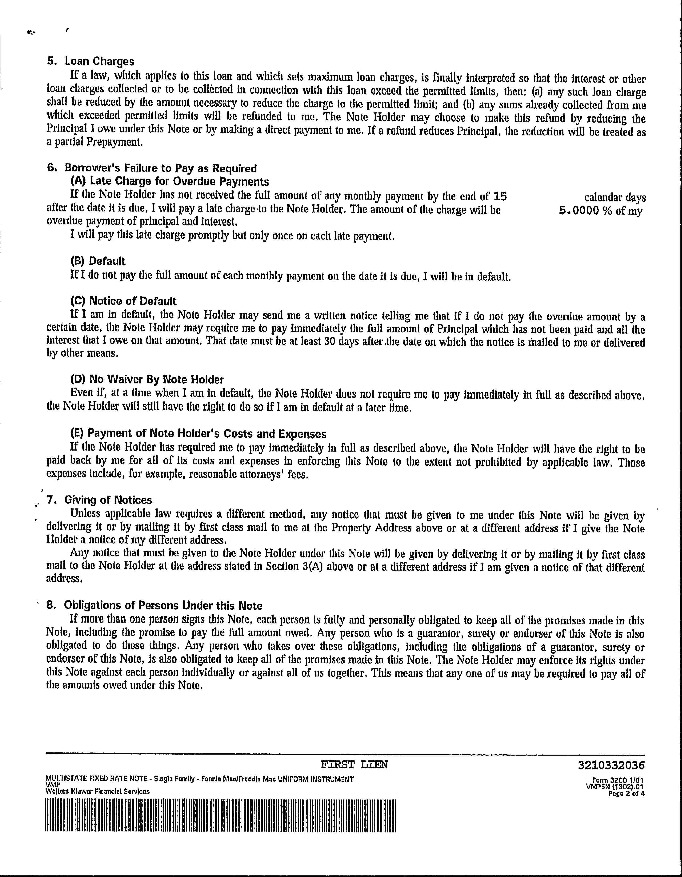 5. Loan Charges
If a law, which applies to this loan and which sets maximum loan charges, is finally interpreted so that the interest or other
loan charges collected or to be collected in connection with this loan exceed the permitted limits, then: (a) any such loan charge
shall be reduced by the amount necessary to reduce the charge to the permitted limit; and (b) any sums already collected from me
which exceeded permitted limits will be refunded to me. The Note Holder may choose to make this refund by reducing the
Principal I owe under this Note or by making a direct payment to me. If a refund reduces Principal, the reduction will be treated as
a partial Prepayment.
6. Borrower's Failure to Pay as Required
(A) Late Charge for Overdue Payments
If the Note Holder has not received the full amount of any monthly payment by the end of 15 calendar days
after the date it is due, I will pay a late charge to the Note Holder. The amount of the charge will be 5.0000 % of my
overdue payment of principal and interest.
I will pay this late charge promptly but only once on each late payment.
(B) Default
If I do not pay the full amount of each monthly payment on the date it is due, I will be in default.
(C) Notice of Default
If I am in default, the Note Holder may send me a written notice telling me that if I do not pay the overdue amount by a
certain date, the Note Holder may require me to pay immediately the full amount of Principal which has not been paid and all the
interest that I owe on that amount. That date must be at least 30 days after the date on which the notice is mailed to me or delivered
by other means.
(D) No Waiver By Note Holder
Even if, at a time when I am in default, the Note Holder does not require me to pay immediately in full as described above,
the Note Holder will still have the right to do so if I am in default at a later time.
(E) Payment of Note Holder's Costs and Expenses
If the Note Holder has required me to pay immediately in full as described above, the Note Holder will have the right to be
paid back by me for all of its costs and expenses in enforcing this Note to the extent not prohibited by applicable law. Those
expenses include, for example, reasonable attorneys' fees.
7. Giving of Notices
Unless applicable law requires a different method, any notice that must be given to me under this Note will be given by
delivering it or by mailing it by first class mail to me at the Property Address above or at a different address if I give the Note
Holder a notice of my different address.
Any notice that must be given to the Note Holder under this Note will be given by delivering it or by mailing it by first class
mail to the Note Holder at the address stated in Section 3(A) above or at a different address if I am given a notice of that different
address.
8. Obligations of Persons Under this Note
If more than one person signs this Note, each person is fully and personally obligated to keep all of the promises made in this
Note, including the promise to pay the full amount owed. Any person who is a guarantor, surety or endorser of this Note is also
obligated to do these things. Any person who takes over these obligations, including the obligations of a guarantor, surety or
endorser of this Note, is also obligated to keep all of the promises made in this Note. The Note Holder may enforce its rights under
this Note against each person individually or against all of us together. This means that any one of us may be required to pay all of
the amounts owed under this Note.
FIRST LIEN 3210332036
MULTISTATE FIXED RATE NOTE - Single Family - Fannie Mae/Freddie Mac UNIFORM INSTRUMENT Form 3200 1/01
VMP VMP5N (1302).01
Wolters Kluwer Financial Services Page 2 of 4